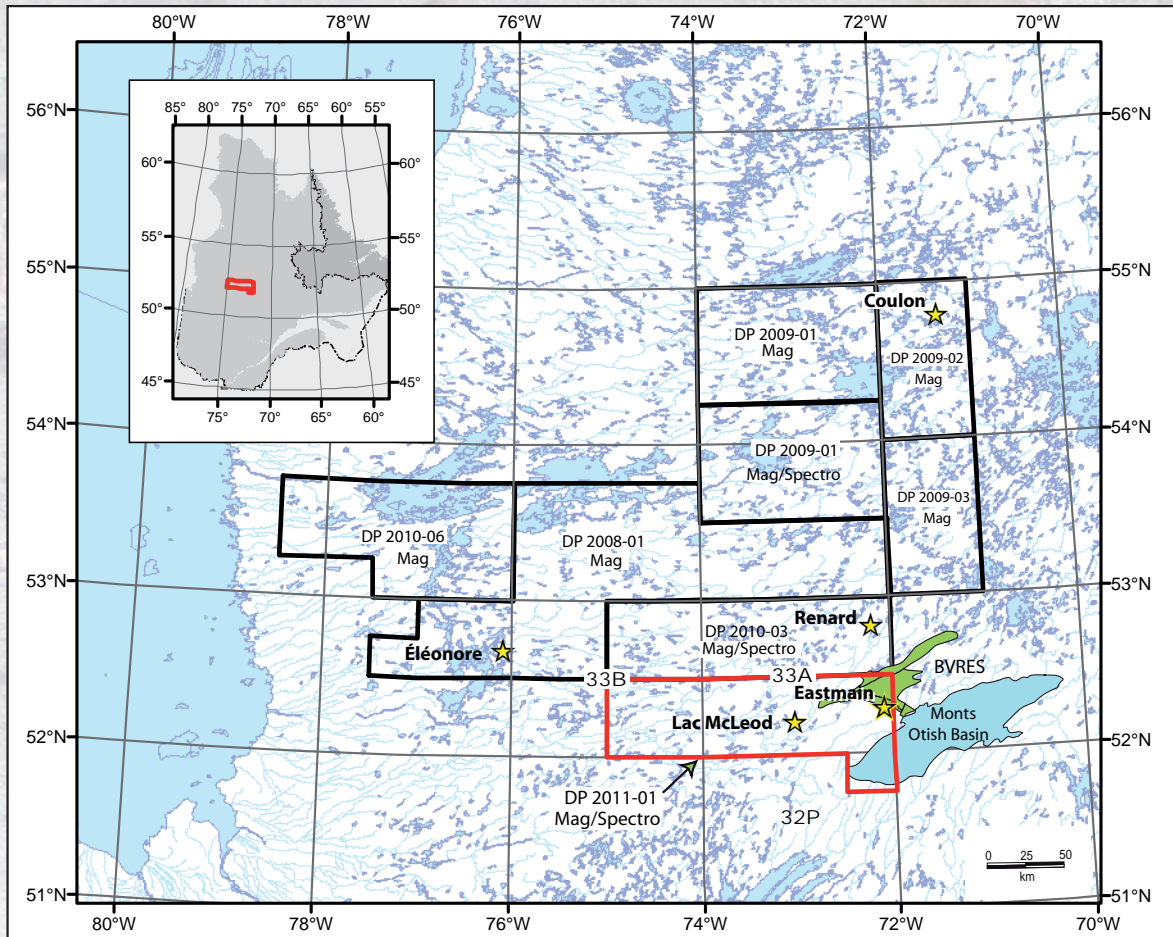 80°W 78°W 76°W 74°W 72°W 70°W
85° 80° 75° 70° 65° 60° 55°
60° 60°
55° 55°
50° 50°
45° 45°
75° 70° 65° 60°
56°N 56°N
55°N 55°N
54°N 54°N
53°N 53°N
52°N 52°N
51°N 51°N
Coulon
DP 2009-01
Mag
DP 2009-02
Mag
DP 2009-01
Mag/Spectro
DP 2009-03
Mag
DP 2010-06
Mag
DP 2008-01
Mag
Renard
DP 2010-03
Mag/Spectro
Éléonore
33B
33A
BVRES
Eastmain
Lac McLeod
Monts
Otish Basin
DP 2011-01
Mag/Spectro
32P
0 25 50
km
80°W 78°W 76°W 74°W 72°W 70°W